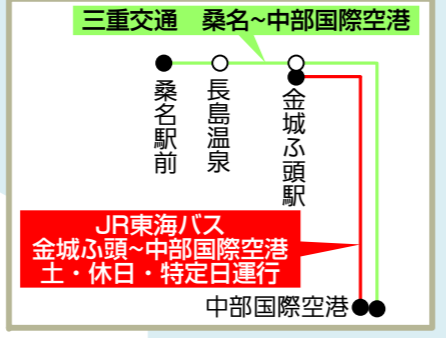 三重交通　桑名~中部国際空港
桑名駅前
長島温泉
金城ふ頭駅
JR東海バス
金城ふ頭~中部国際空港
土・休日・特定日運行
中部国際空港